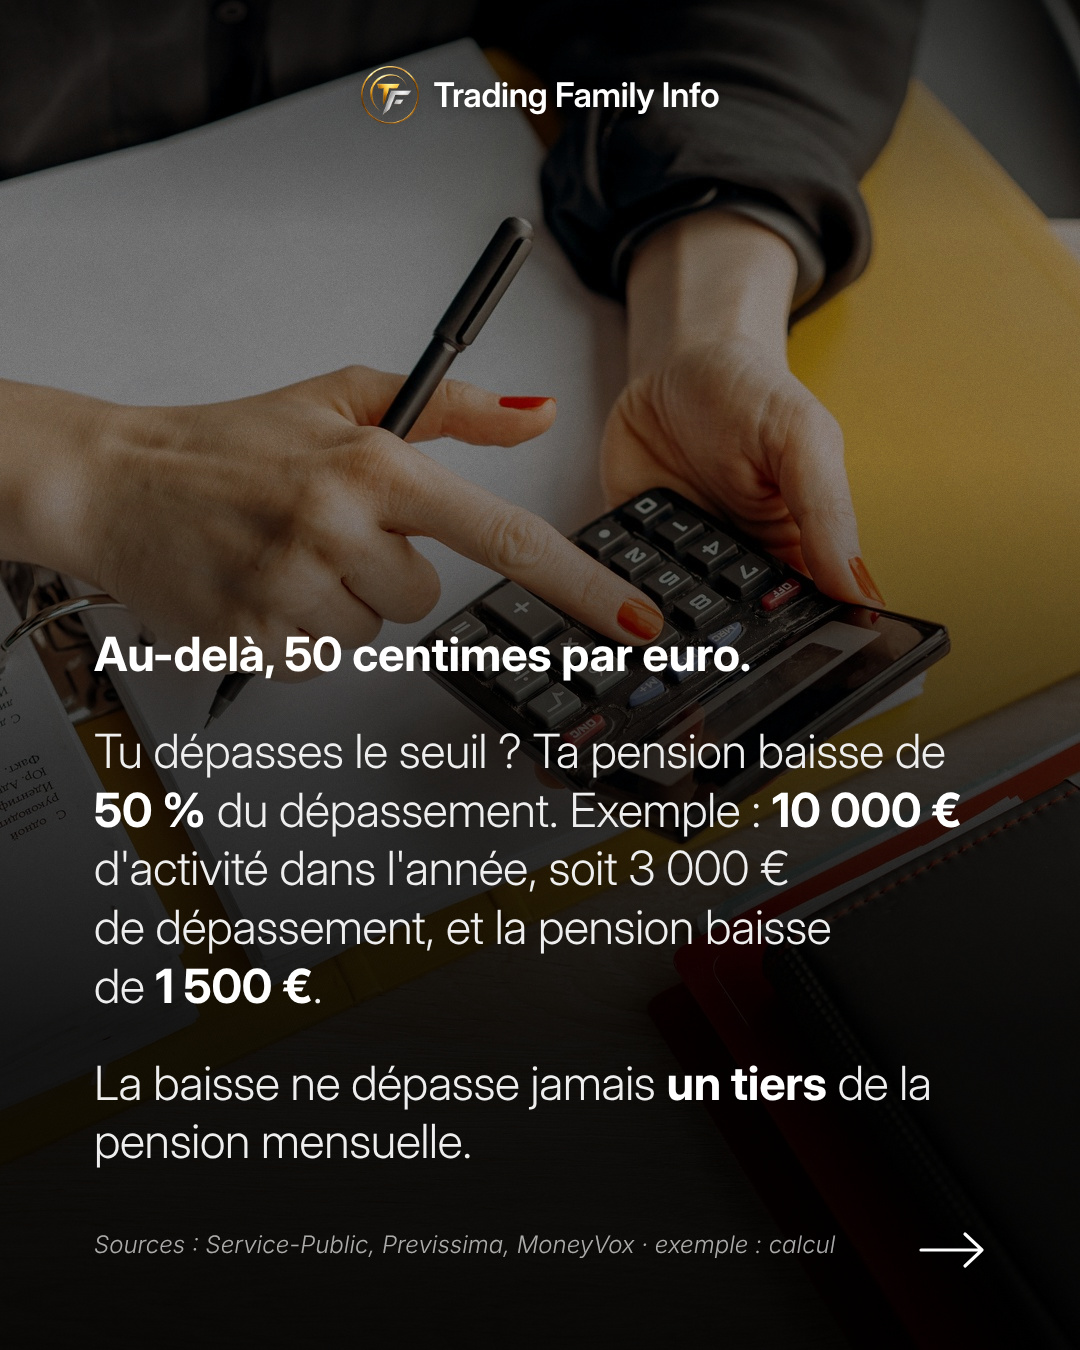 Trading Family Info
Au-delà, 50 centimes par euro.
Tu dépasses le seuil ? Ta pension baisse de
50 % du dépassement. Exemple : 10 000 €
d'activité dans l'année, soit 3 000 €
de dépassement, et la pension baisse
de 1 500 €.
La baisse ne dépasse jamais un tiers de la
pension mensuelle.
Sources : Service-Public, Previssima, MoneyVox · exemple : calcul